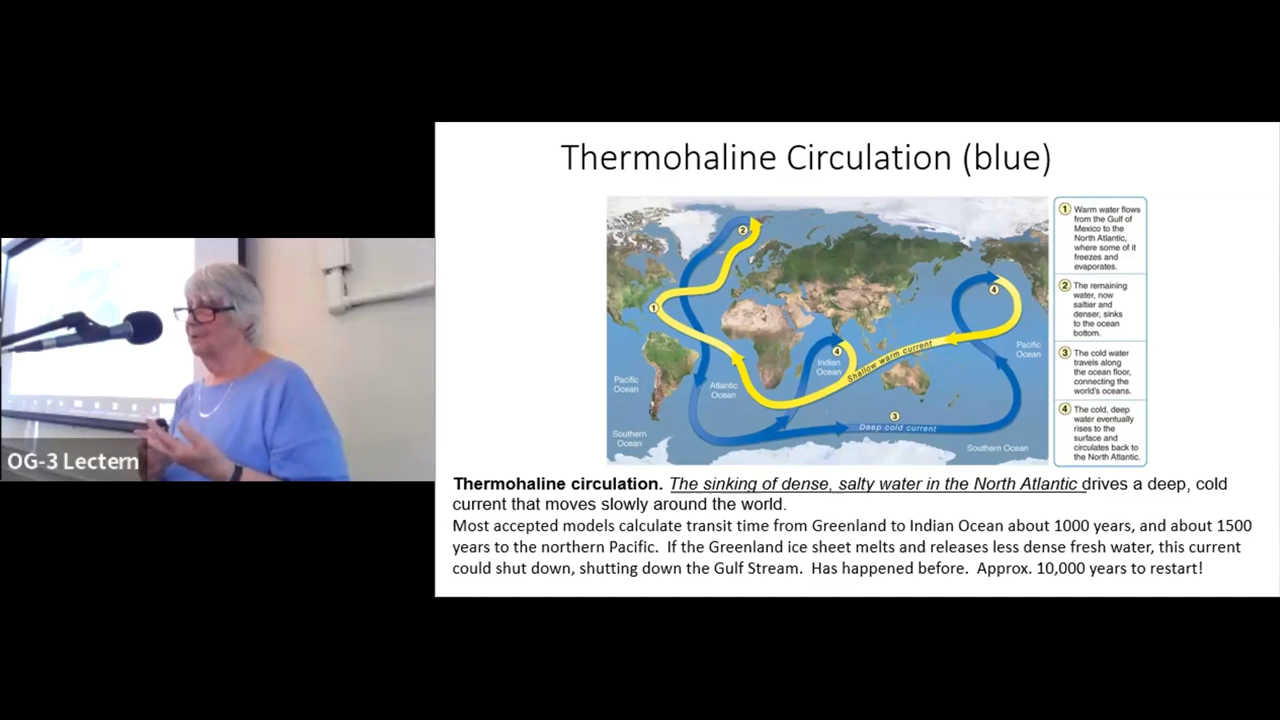 Thermohaline Circulation (blue)
1 Warm water flows
from the Gulf of
Mexico to the
North Atlantic,
where some of it
freezes and
evaporates.
2 The remaining
water, now
saltier and
denser, sinks
to the ocean
bottom.
3 The cold water
travels along
the ocean floor,
connecting the
world's oceans.
4 The cold, deep
water eventually
rises to the
surface and
circulates back to
the North Atlantic.
2
1
4
4
3
Pacific
Ocean
Atlantic
Ocean
Indian
Ocean
Shallow warm current
Pacific
Ocean
Southern
Ocean
Deep cold current
Southern Ocean
OG-3 Lectern
Thermohaline circulation. The sinking of dense, salty water in the North Atlantic drives a deep, cold
current that moves slowly around the world.
Most accepted models calculate transit time from Greenland to Indian Ocean about 1000 years, and about 1500
years to the northern Pacific. If the Greenland ice sheet melts and releases less dense fresh water, this current
could shut down, shutting down the Gulf Stream. Has happened before. Approx. 10,000 years to restart!